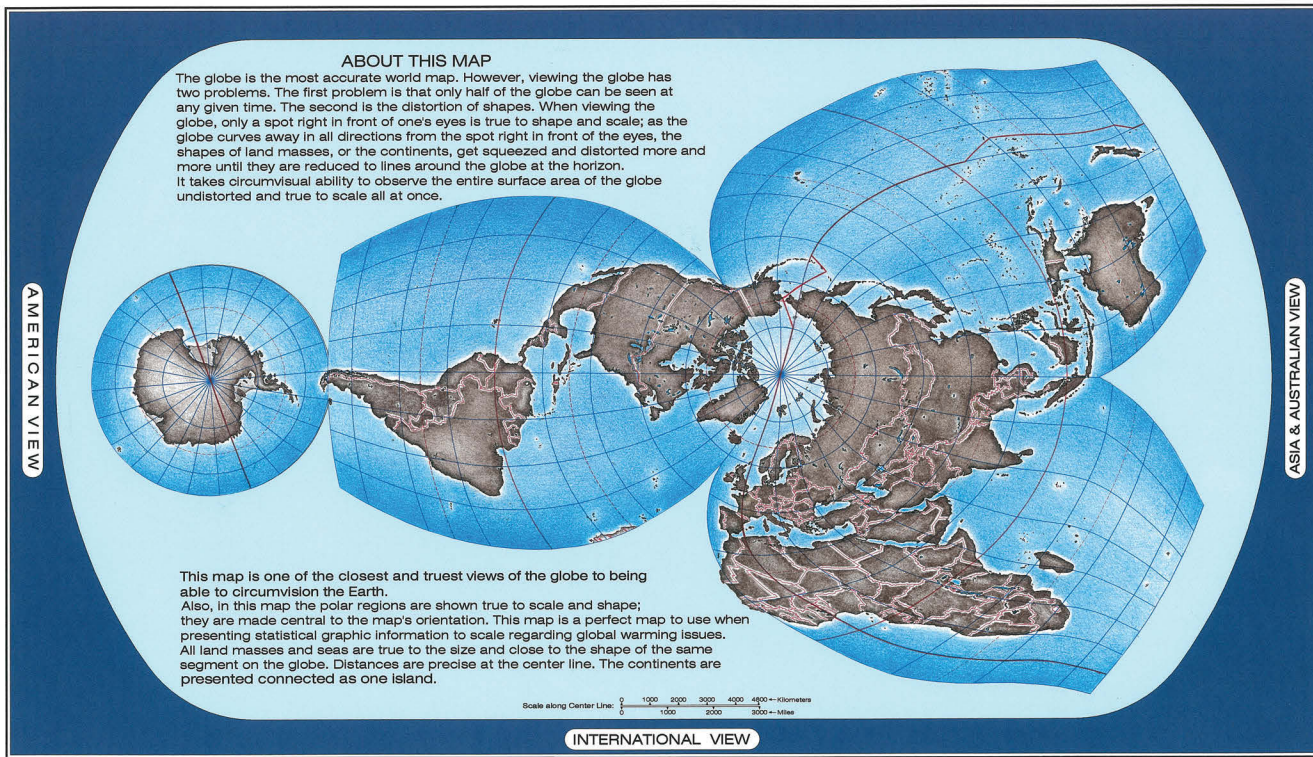 ABOUT THIS MAP
The globe is the most accurate world map. However, viewing the globe has
two problems. The first problem is that only half of the globe can be seen at
any given time. The second is the distortion of shapes. When viewing the
globe, only a spot right in front of one's eyes is true to shape and scale; as the
globe curves away in all directions from the spot right in front of the eyes, the
shapes of land masses, or the continents, get squeezed and distorted more and
more until they are reduced to lines around the globe at the horizon.
It takes circumvisual ability to observe the entire surface area of the globe
undistorted and true to scale all at once.
AMERICAN VIEW
ASIA & AUSTRALIAN VIEW
This map is one of the closest and truest views of the globe to being
able to circumvision the Earth.
Also, in this map the polar regions are shown true to scale and shape;
they are made central to the map's orientation. This map is a perfect map to use when
presenting statistical graphic information to scale regarding global warming issues.
All land masses and seas are true to the size and close to the shape of the same
segment on the globe. Distances are precise at the center line. The continents are
presented connected as one island.
0 1000 2000 3000 4000 4800 Kilometers
Scale along Center Line:
0 1000 2000 3000 Miles
INTERNATIONAL VIEW